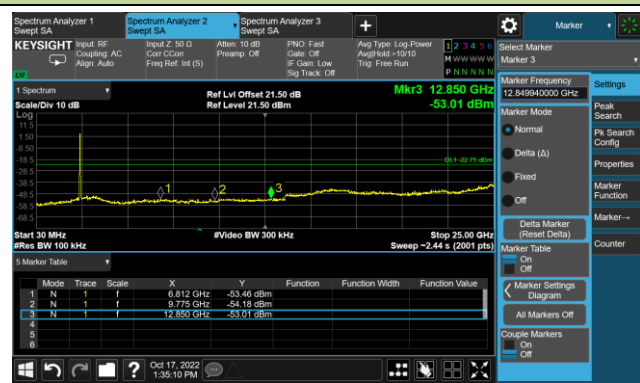 Spectrum Analyzer 1
Swept SA
Spectrum Analyzer 2
Swept SA
Spectrum Analyzer 3
Swept SA
+
Marker
KEYSIGHT
Input: RF
Coupling: AC
Align: Auto
Input Z: 50 Ω
Corr CCorr
Freq Ref: Int (S)
Atten: 10 dB
Preamp: Off
PNO: Fast
Gate: Off
IF Gain: Low
Sig Track: Off
Avg Type: Log-Power
Avg|Hold:>10/10
Trig: Free Run
1 2 3 4 5 6
M W W W W W
P N N N N N
LV
Select Marker
Marker 3
1 Spectrum
Scale/Div 10 dB
Log
Ref Lvl Offset 21.50 dB
Ref Level 21.50 dBm
Mkr3 12.850 GHz
-53.01 dBm
11.5
1.50
-8.50
-18.5
-28.5
-38.5
-48.5
-58.5
-68.5
DL1 -22.75 dBm
1
2
3
Start 30 MHz
#Res BW 100 kHz
#Video BW 300 kHz
Stop 25.00 GHz
Sweep ~2.44 s (2001 pts)
5 Marker Table
Mode Trace Scale X Y Function Function Width Function Value
1 N 1 f 6.812 GHz -53.46 dBm
2 N 1 f 9.775 GHz -54.18 dBm
3 N 1 f 12.850 GHz -53.01 dBm
4
5
6
Marker Frequency
12.849940000 GHz
Marker Mode
Normal
Delta (Δ)
Fixed
Off
Delta Marker
(Reset Delta)
Marker Table
On
Off
Marker Settings
Diagram
All Markers Off
Couple Markers
On
Off
Settings
Peak
Search
Pk Search
Config
Properties
Marker
Function
Marker→
Counter
?
Oct 17, 2022
1:35:10 PM